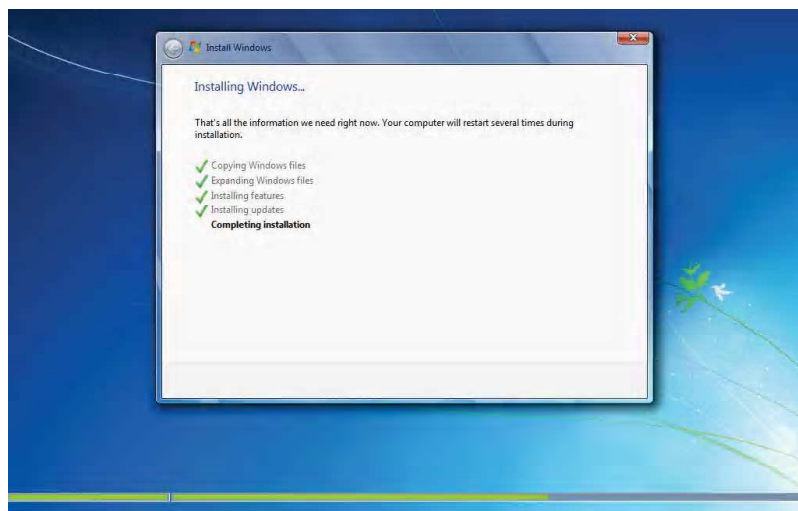 Install Windows
Installing Windows...
That's all the information we need right now. Your computer will restart several times during
installation.
Copying Windows files
Expanding Windows files
Installing features
Installing updates
Completing installation